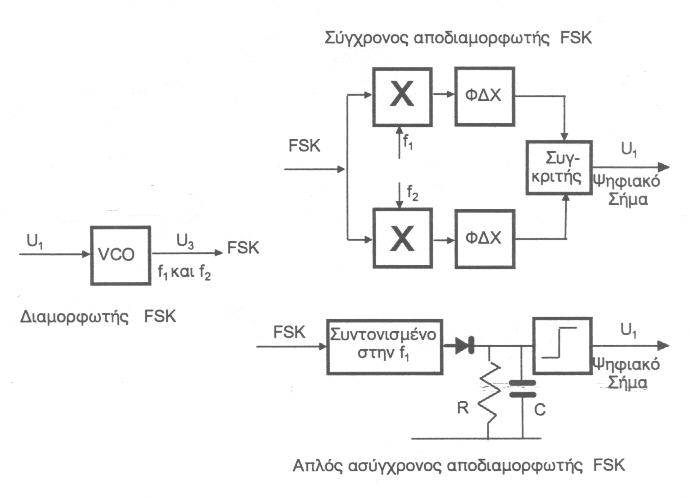 Σύγχρονος αποδιαμορφωτής FSK
X
ΦΔΧ
FSK
f1
U1
Συγ-
κριτής
Ψηφιακό
Σήμα
f2
X
ΦΔΧ
U1
VCO
U3
FSK
f1 και f2
Διαμορφωτής FSK
FSK
Συντονισμένο
στην f1
U1
Ψηφιακό
Σήμα
R
C
Απλός ασύγχρονος αποδιαμορφωτής FSK